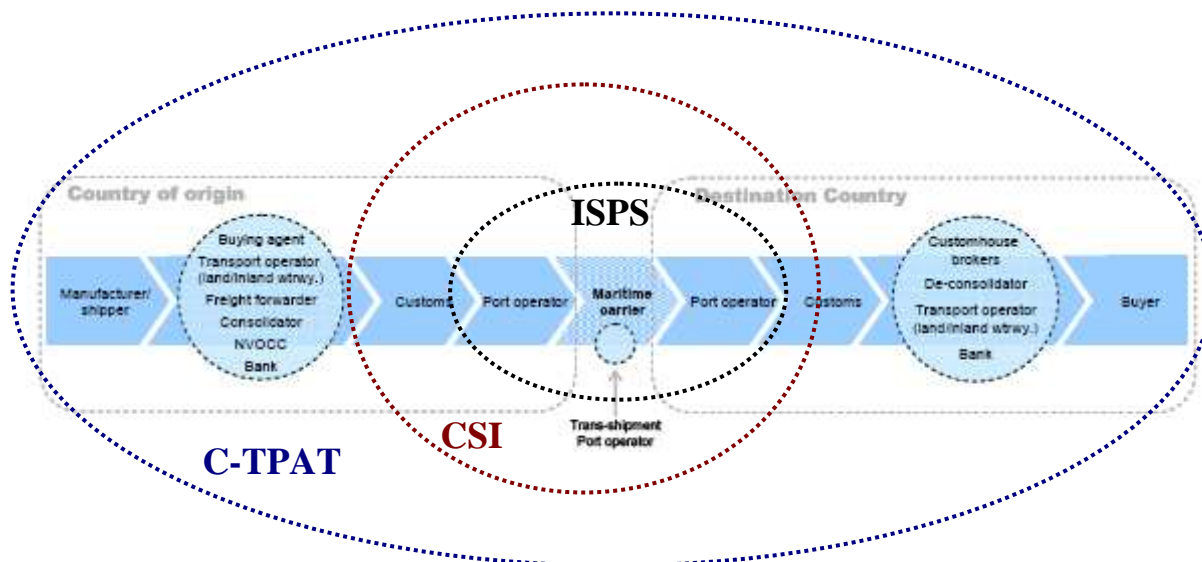 Country of origin
Destination Country
ISPS
Manufacturer/
shipper
Buying agent
Transport operator
(land/inland wtrwy.)
Freight forwarder
Consolidator
NVOCC
Bank
Customs
Port operator
Maritime
carrier
Port operator
Customs
Customhouse
brokers
De-consolidator
Transport operator
(land/inland wtrwy.)
Bank
Buyer
Trans-shipment
Port operator
CSI
C-TPAT